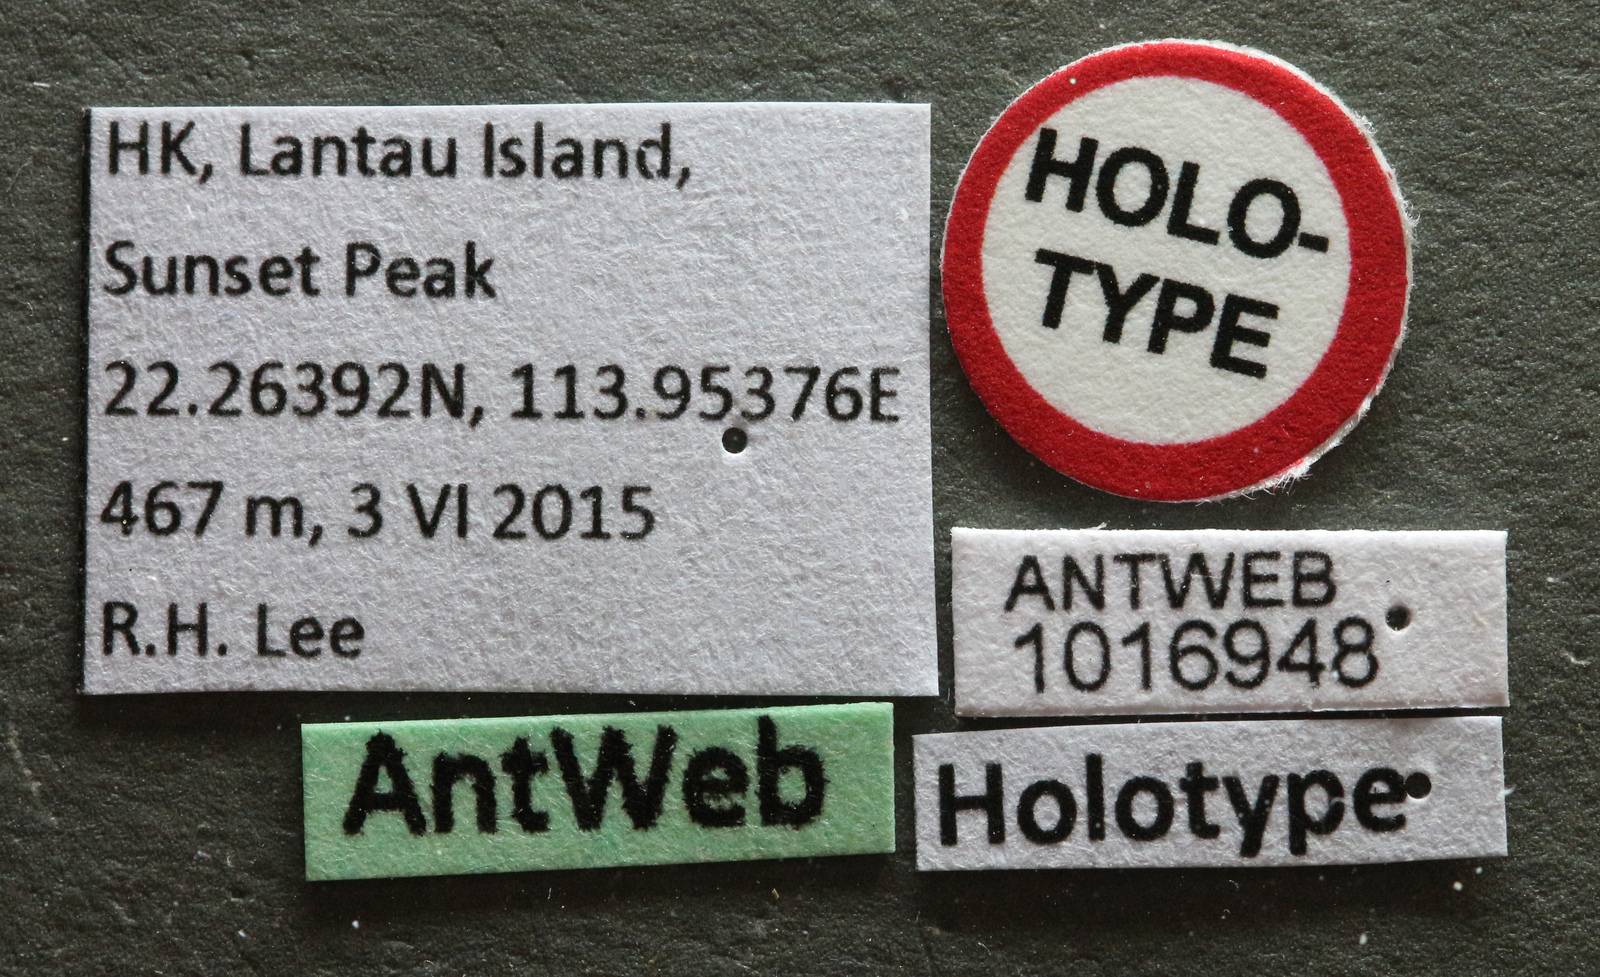 HK, Lantau Island,
Sunset Peak
22.26392N, 113.95376E
467 m, 3 VI 2015
R.H. Lee
HOLO-
TYPE
ANTWEB
1016948
AntWeb
Holotype